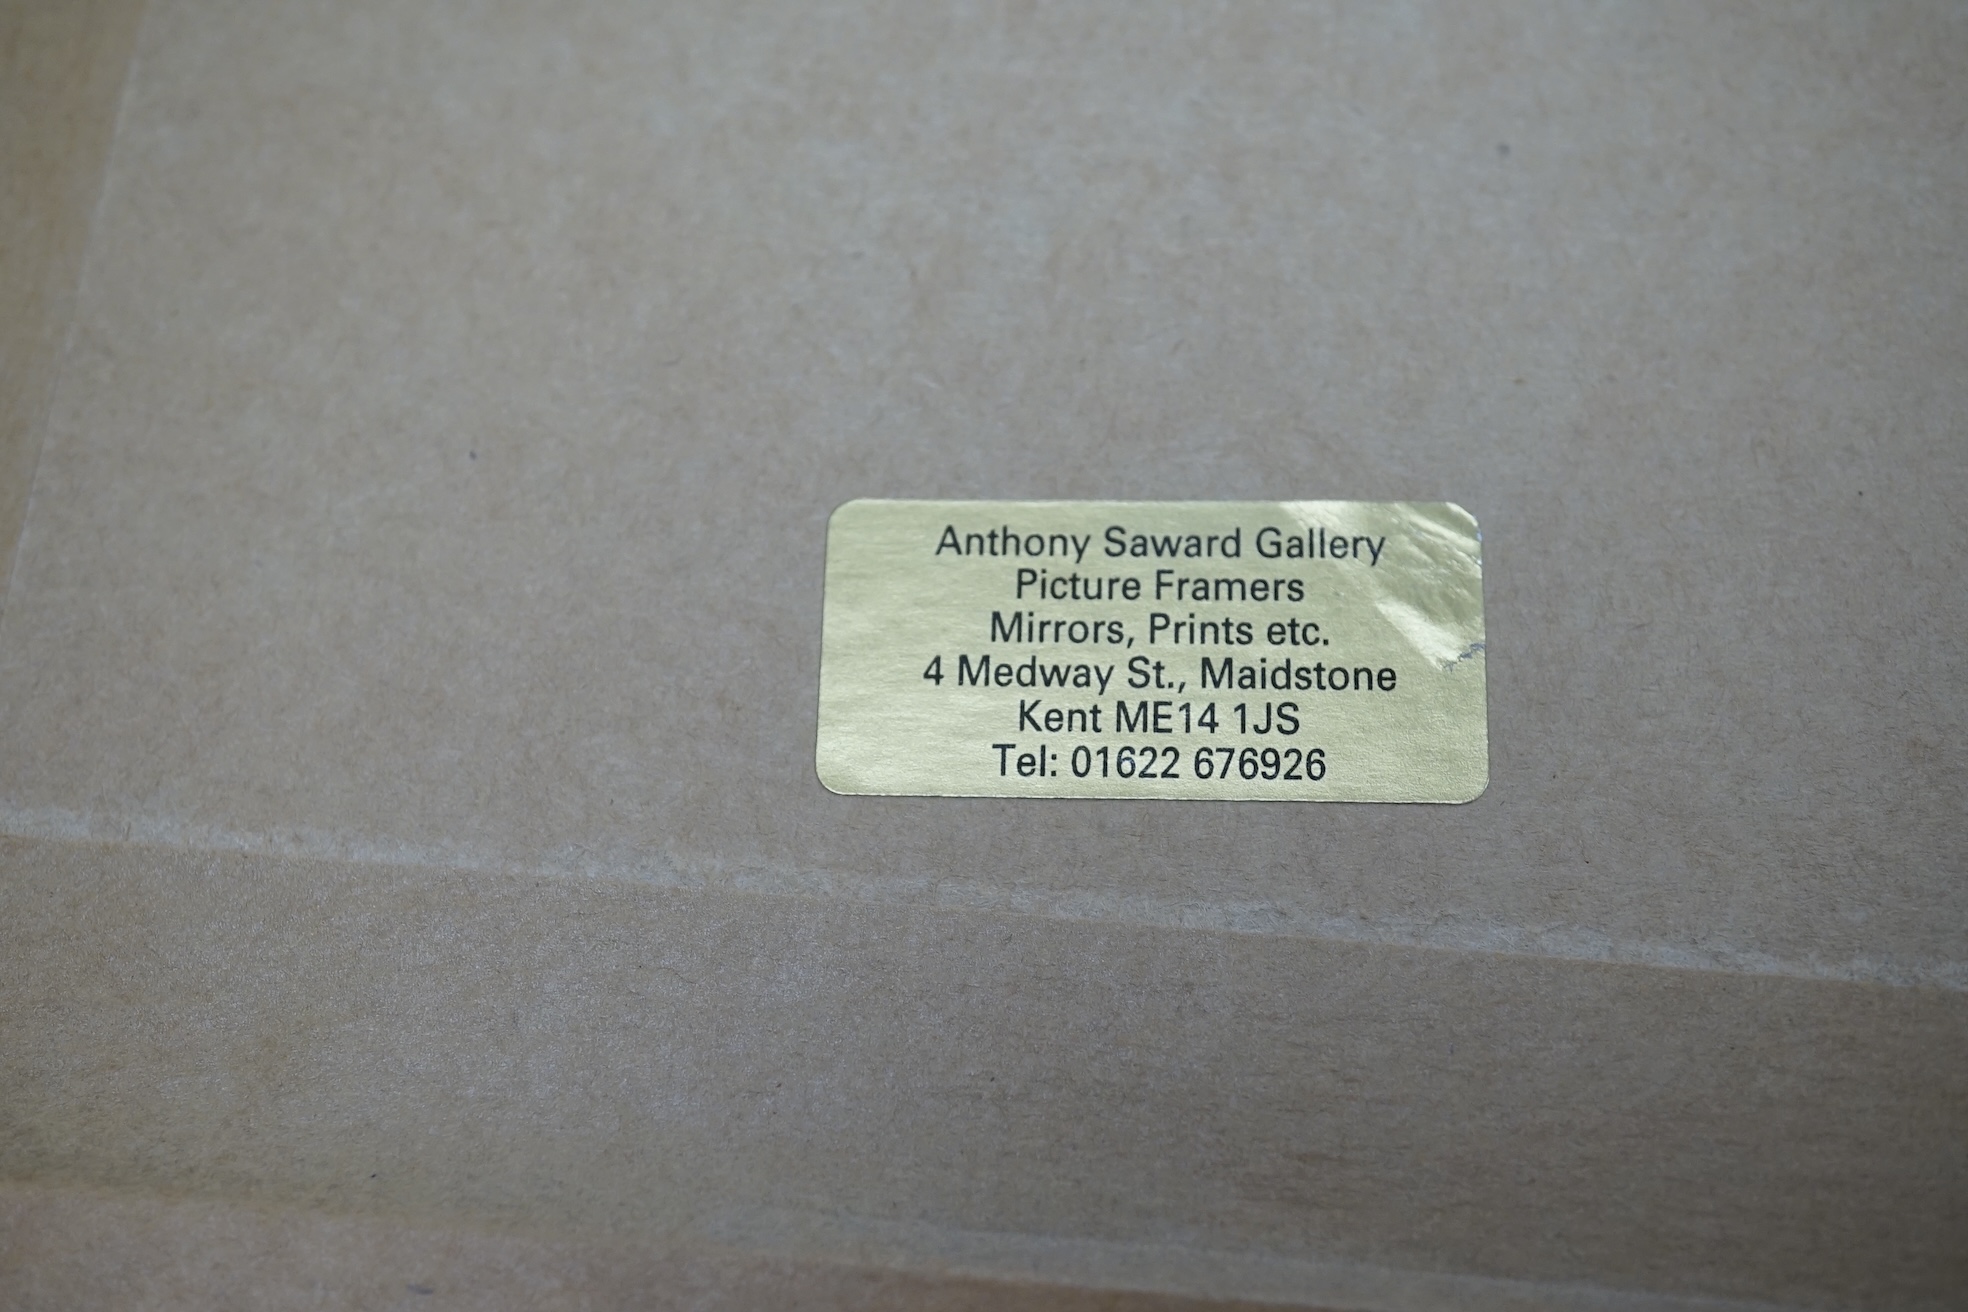 Anthony Saward Gallery
Picture Framers
Mirrors, Prints etc.
4 Medway St., Maidstone
Kent ME14 1JS
Tel: 01622 676926